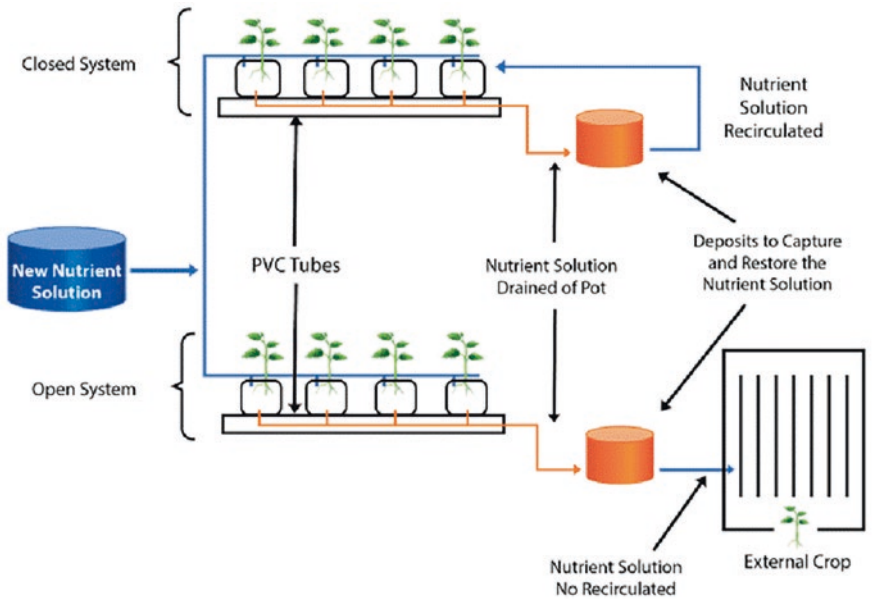 Closed System
Nutrient
Solution
Recirculated
New Nutrient
Solution
PVC Tubes
Nutrient Solution
Drained of Pot
Deposits to Capture
and Restore the
Nutrient Solution
Open System
Nutrient Solution
No Recirculated
External Crop